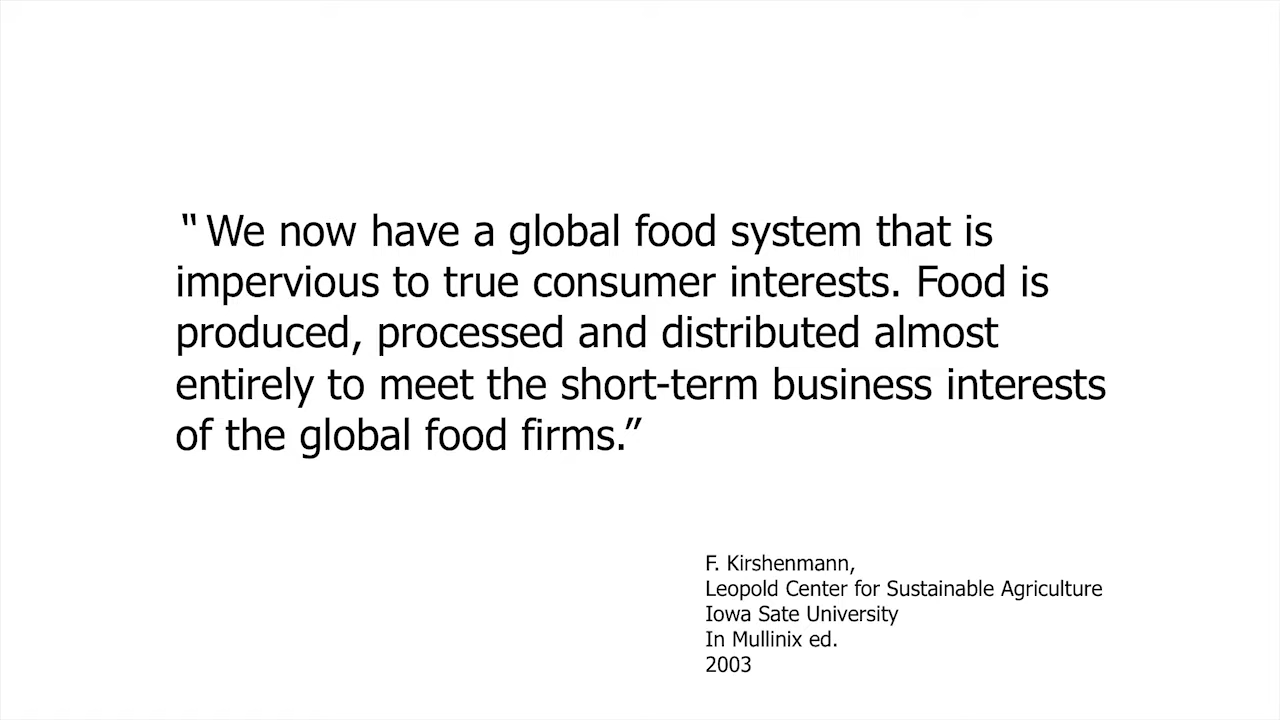 “ We now have a global food system that is
impervious to true consumer interests. Food is
produced, processed and distributed almost
entirely to meet the short-term business interests
of the global food firms.”
F. Kirshenmann,
Leopold Center for Sustainable Agriculture
Iowa Sate University
In Mullinix ed.
2003